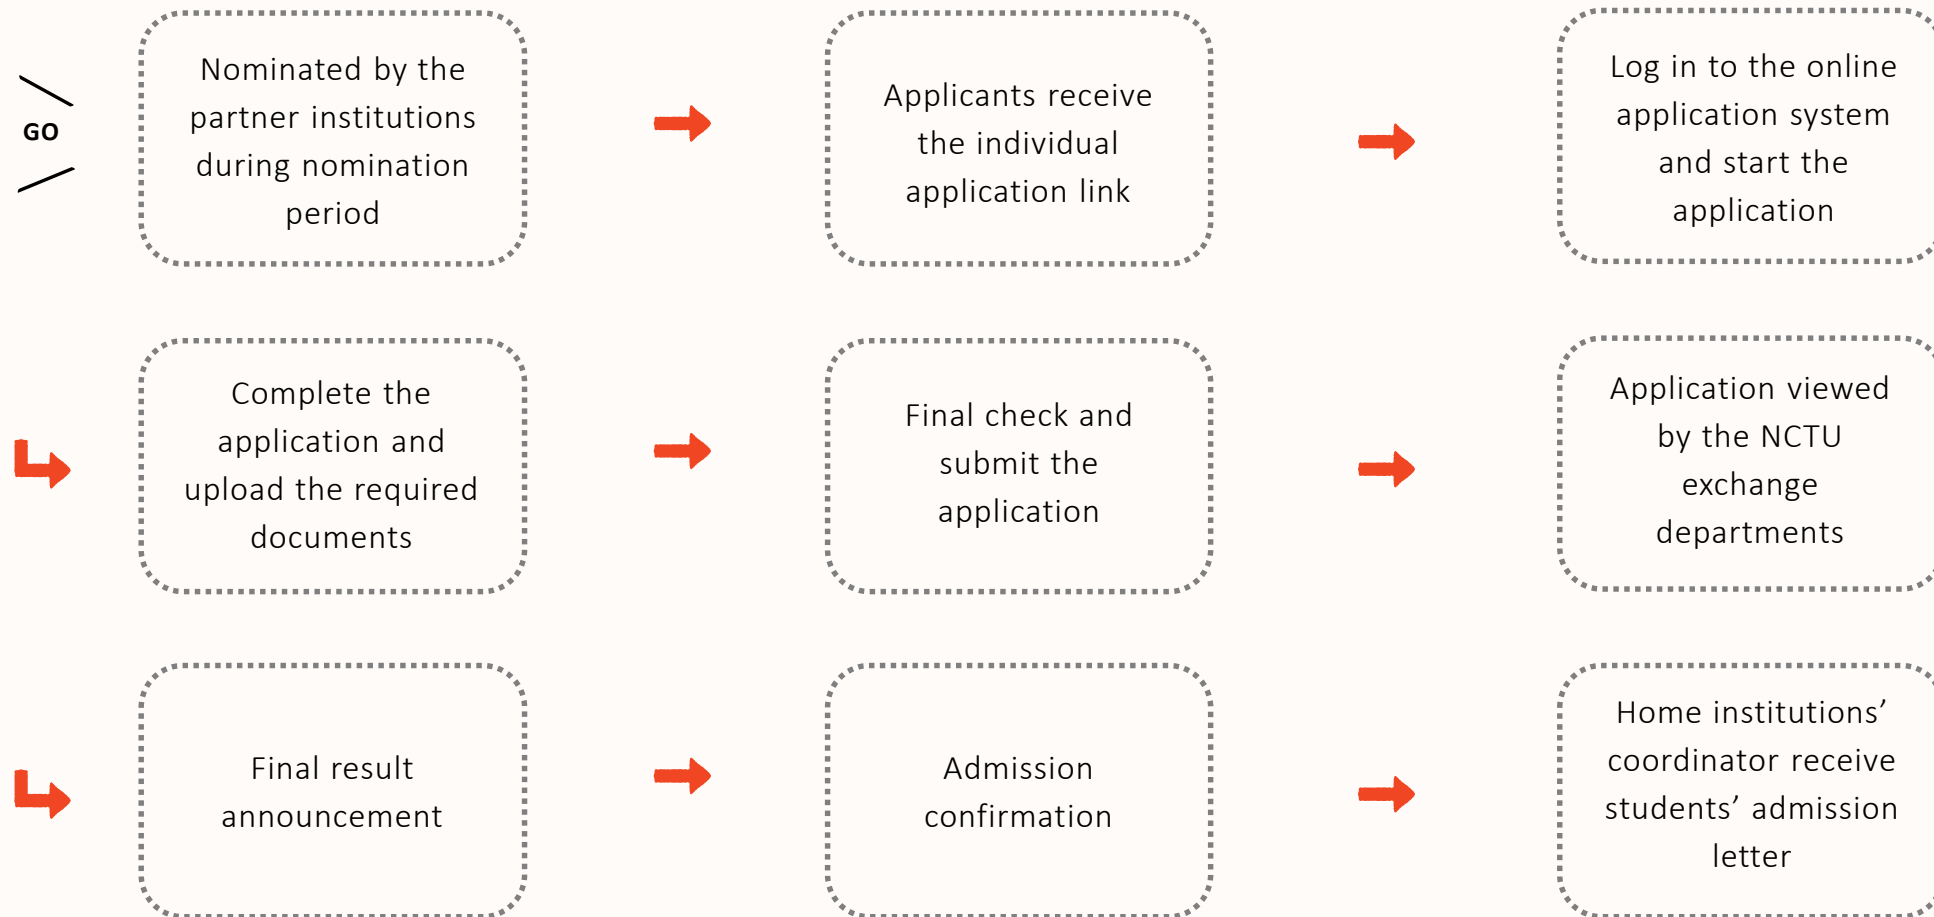 GO
Nominated by the
partner institutions
during nomination
period
Applicants receive
the individual
application link
Log in to the online
application system
and start the
application
Complete the
application and
upload the required
documents
Final check and
submit the
application
Application viewed
by the NCTU
exchange
departments
Final result
announcement
Admission
confirmation
Home institutions’
coordinator receive
students’ admission
letter